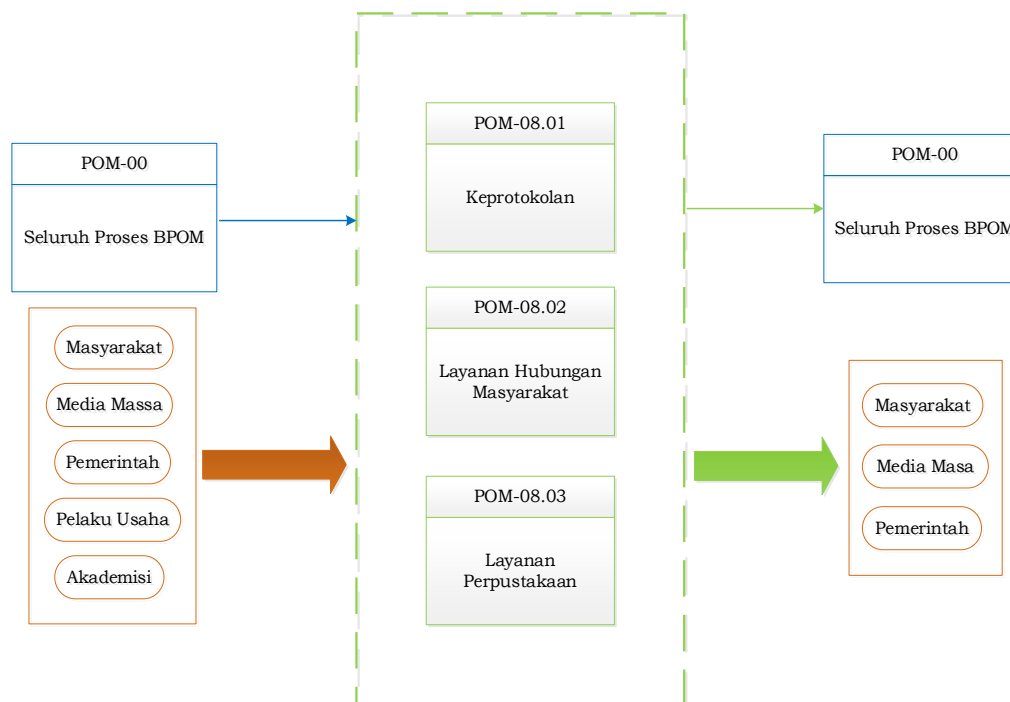 POM-00
Seluruh Proses BPOM
Masyarakat
Media Massa
Pemerintah
Pelaku Usaha
Akademisi
POM-08.01
Keprotokolan
POM-08.02
Layanan Hubungan
Masyarakat
POM-08.03
Layanan
Perpustakaan
POM-00
Seluruh Proses BPOM
Masyarakat
Media Masa
Pemerintah